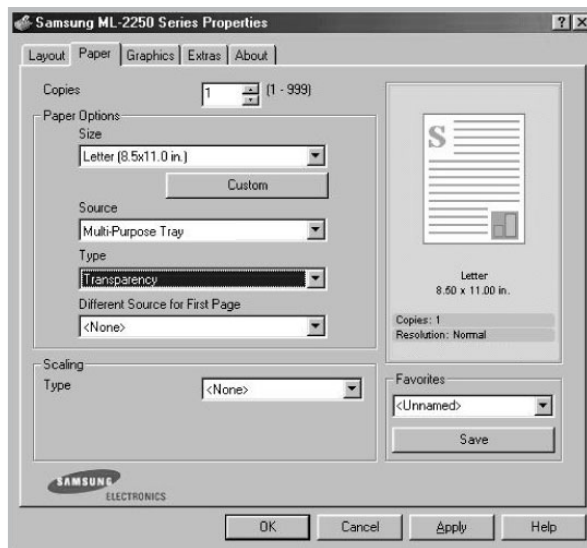 Samsung ML-2250 Series Properties
Layout Paper Graphics Extras About
Copies 1 (1 - 999)
Paper Options
Size
Letter (8.5x11.0 in.)
Custom
Source
Multi-Purpose Tray
Type
Transparency
Different Source for First Page
<None>
S
Letter
8.50 x 11.00 in.
Copies: 1
Resolution: Normal
Scaling
Type <None>
Favorites
<Unnamed>
Save
SAMSUNG
ELECTRONICS
OK Cancel Apply Help